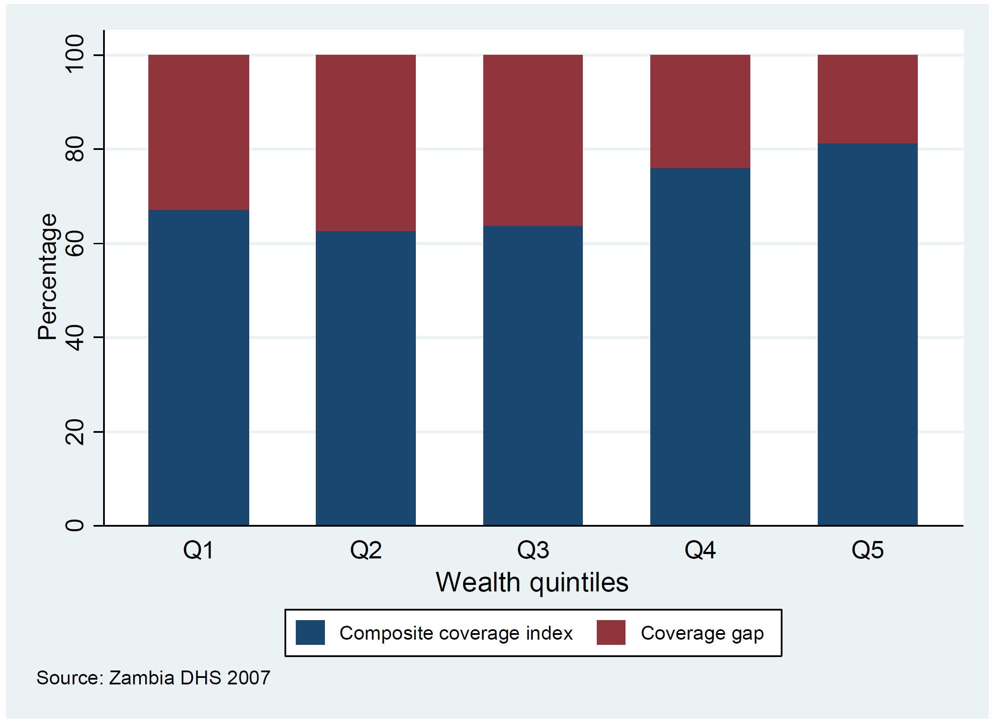 Percentage
100
80
60
40
20
0
Q1 Q2 Q3 Q4 Q5
Wealth quintiles
Composite coverage index Coverage gap
Source: Zambia DHS 2007